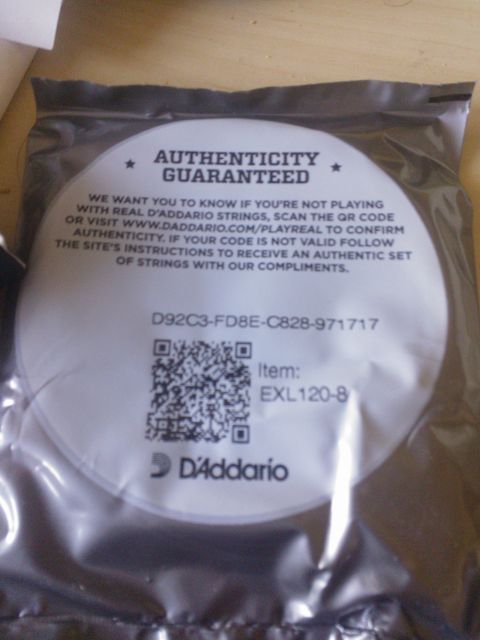 AUTHENTICITY
GUARANTEED
WE WANT YOU TO KNOW IF YOU'RE NOT PLAYING
WITH REAL D'ADDARIO STRINGS, SCAN THE QR CODE
OR VISIT WWW.DADDARIO.COM/PLAYREAL TO CONFIRM
AUTHENTICITY. IF YOUR CODE IS NOT VALID FOLLOW
THE SITE'S INSTRUCTIONS TO RECEIVE AN AUTHENTIC SET
OF STRINGS WITH OUR COMPLIMENTS.
D92C3-FD8E-C828-971717
Item:
EXL120-8
D'Addario